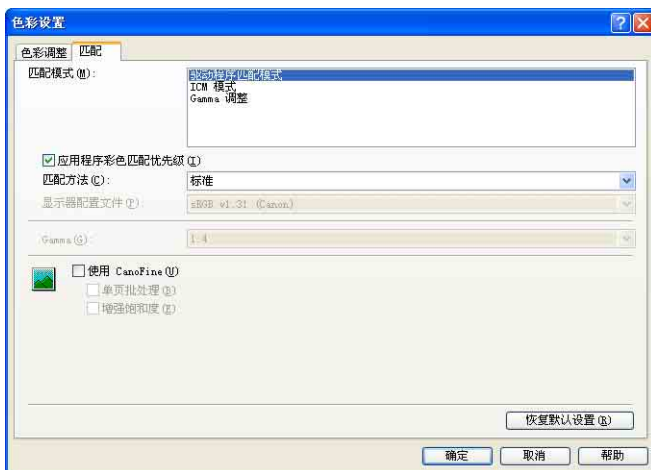 色彩设置
色彩调整 匹配
匹配模式(M):
驱动程序匹配模式
ICM 模式
Gamma 调整
应用程序彩色匹配优先级(I)
匹配方法(C): 标准
显示器配置文件(P) sRGB v1.31 (Canon)
Gamma(G): 1.4
使用 CanoFine(U)
单页批处理(B)
增强饱和度(E)
恢复默认设置(R)
确定 取消 帮助